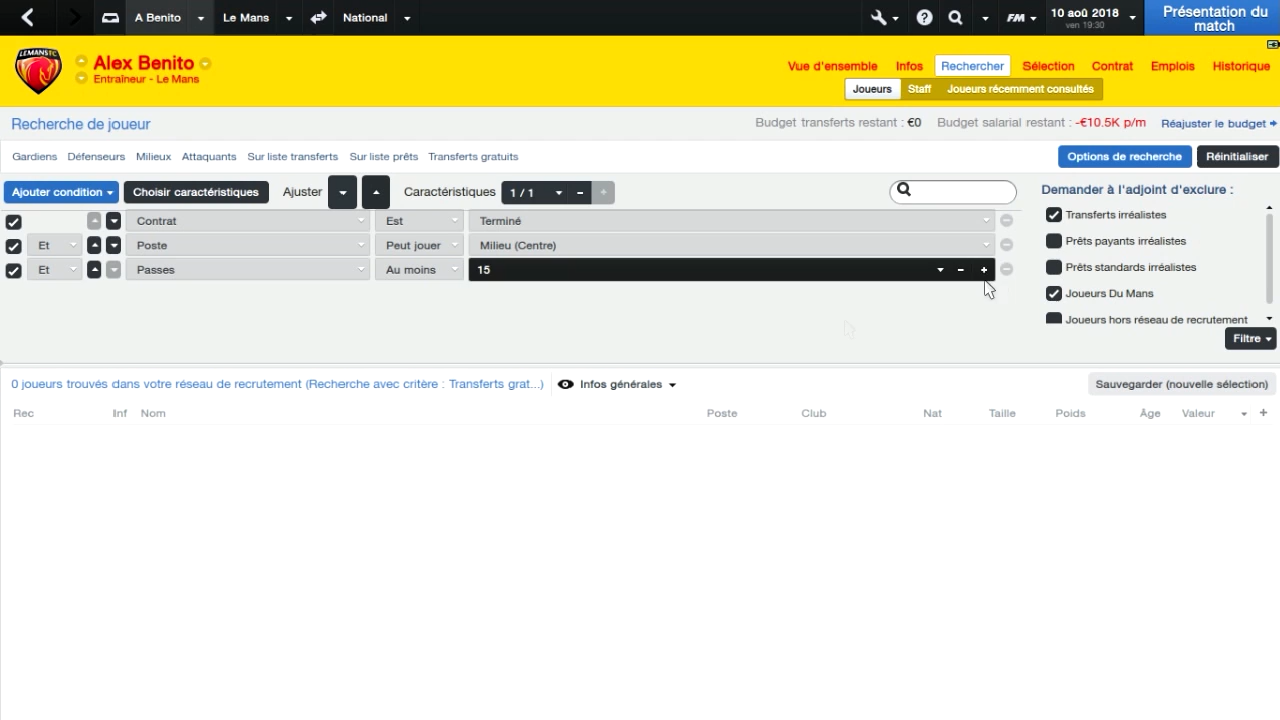 A Benito Le Mans National FM 10 aoû 2018 ven 19:30 Présentation du match
LE MANS FC Alex Benito
Entraîneur - Le Mans
Vue d'ensemble Infos Rechercher Sélection Contrat Emplois Historique
Joueurs Staff Joueurs récemment consultés
Recherche de joueur Budget transferts restant : €0 Budget salarial restant : -€10.5K p/m Réajuster le budget
Gardiens Défenseurs Milieux Attaquants Sur liste transferts Sur liste prêts Transferts gratuits Options de recherche Réinitialiser
Ajouter condition Choisir caractéristiques Ajuster Caractéristiques 1 / 1 Demander à l'adjoint d'exclure :
Contrat Est Terminé Transferts irréalistes
Et Poste Peut jouer Milieu (Centre) Prêts payants irréalistes
Et Passes Au moins 15 Prêts standards irréalistes
Joueurs Du Mans
Joueurs hors réseau de recrutement
Filtre
0 joueurs trouvés dans votre réseau de recrutement (Recherche avec critère : Transferts grat...) Infos générales Sauvegarder (nouvelle sélection)
Rec Inf Nom Poste Club Nat Taille Poids Âge Valeur